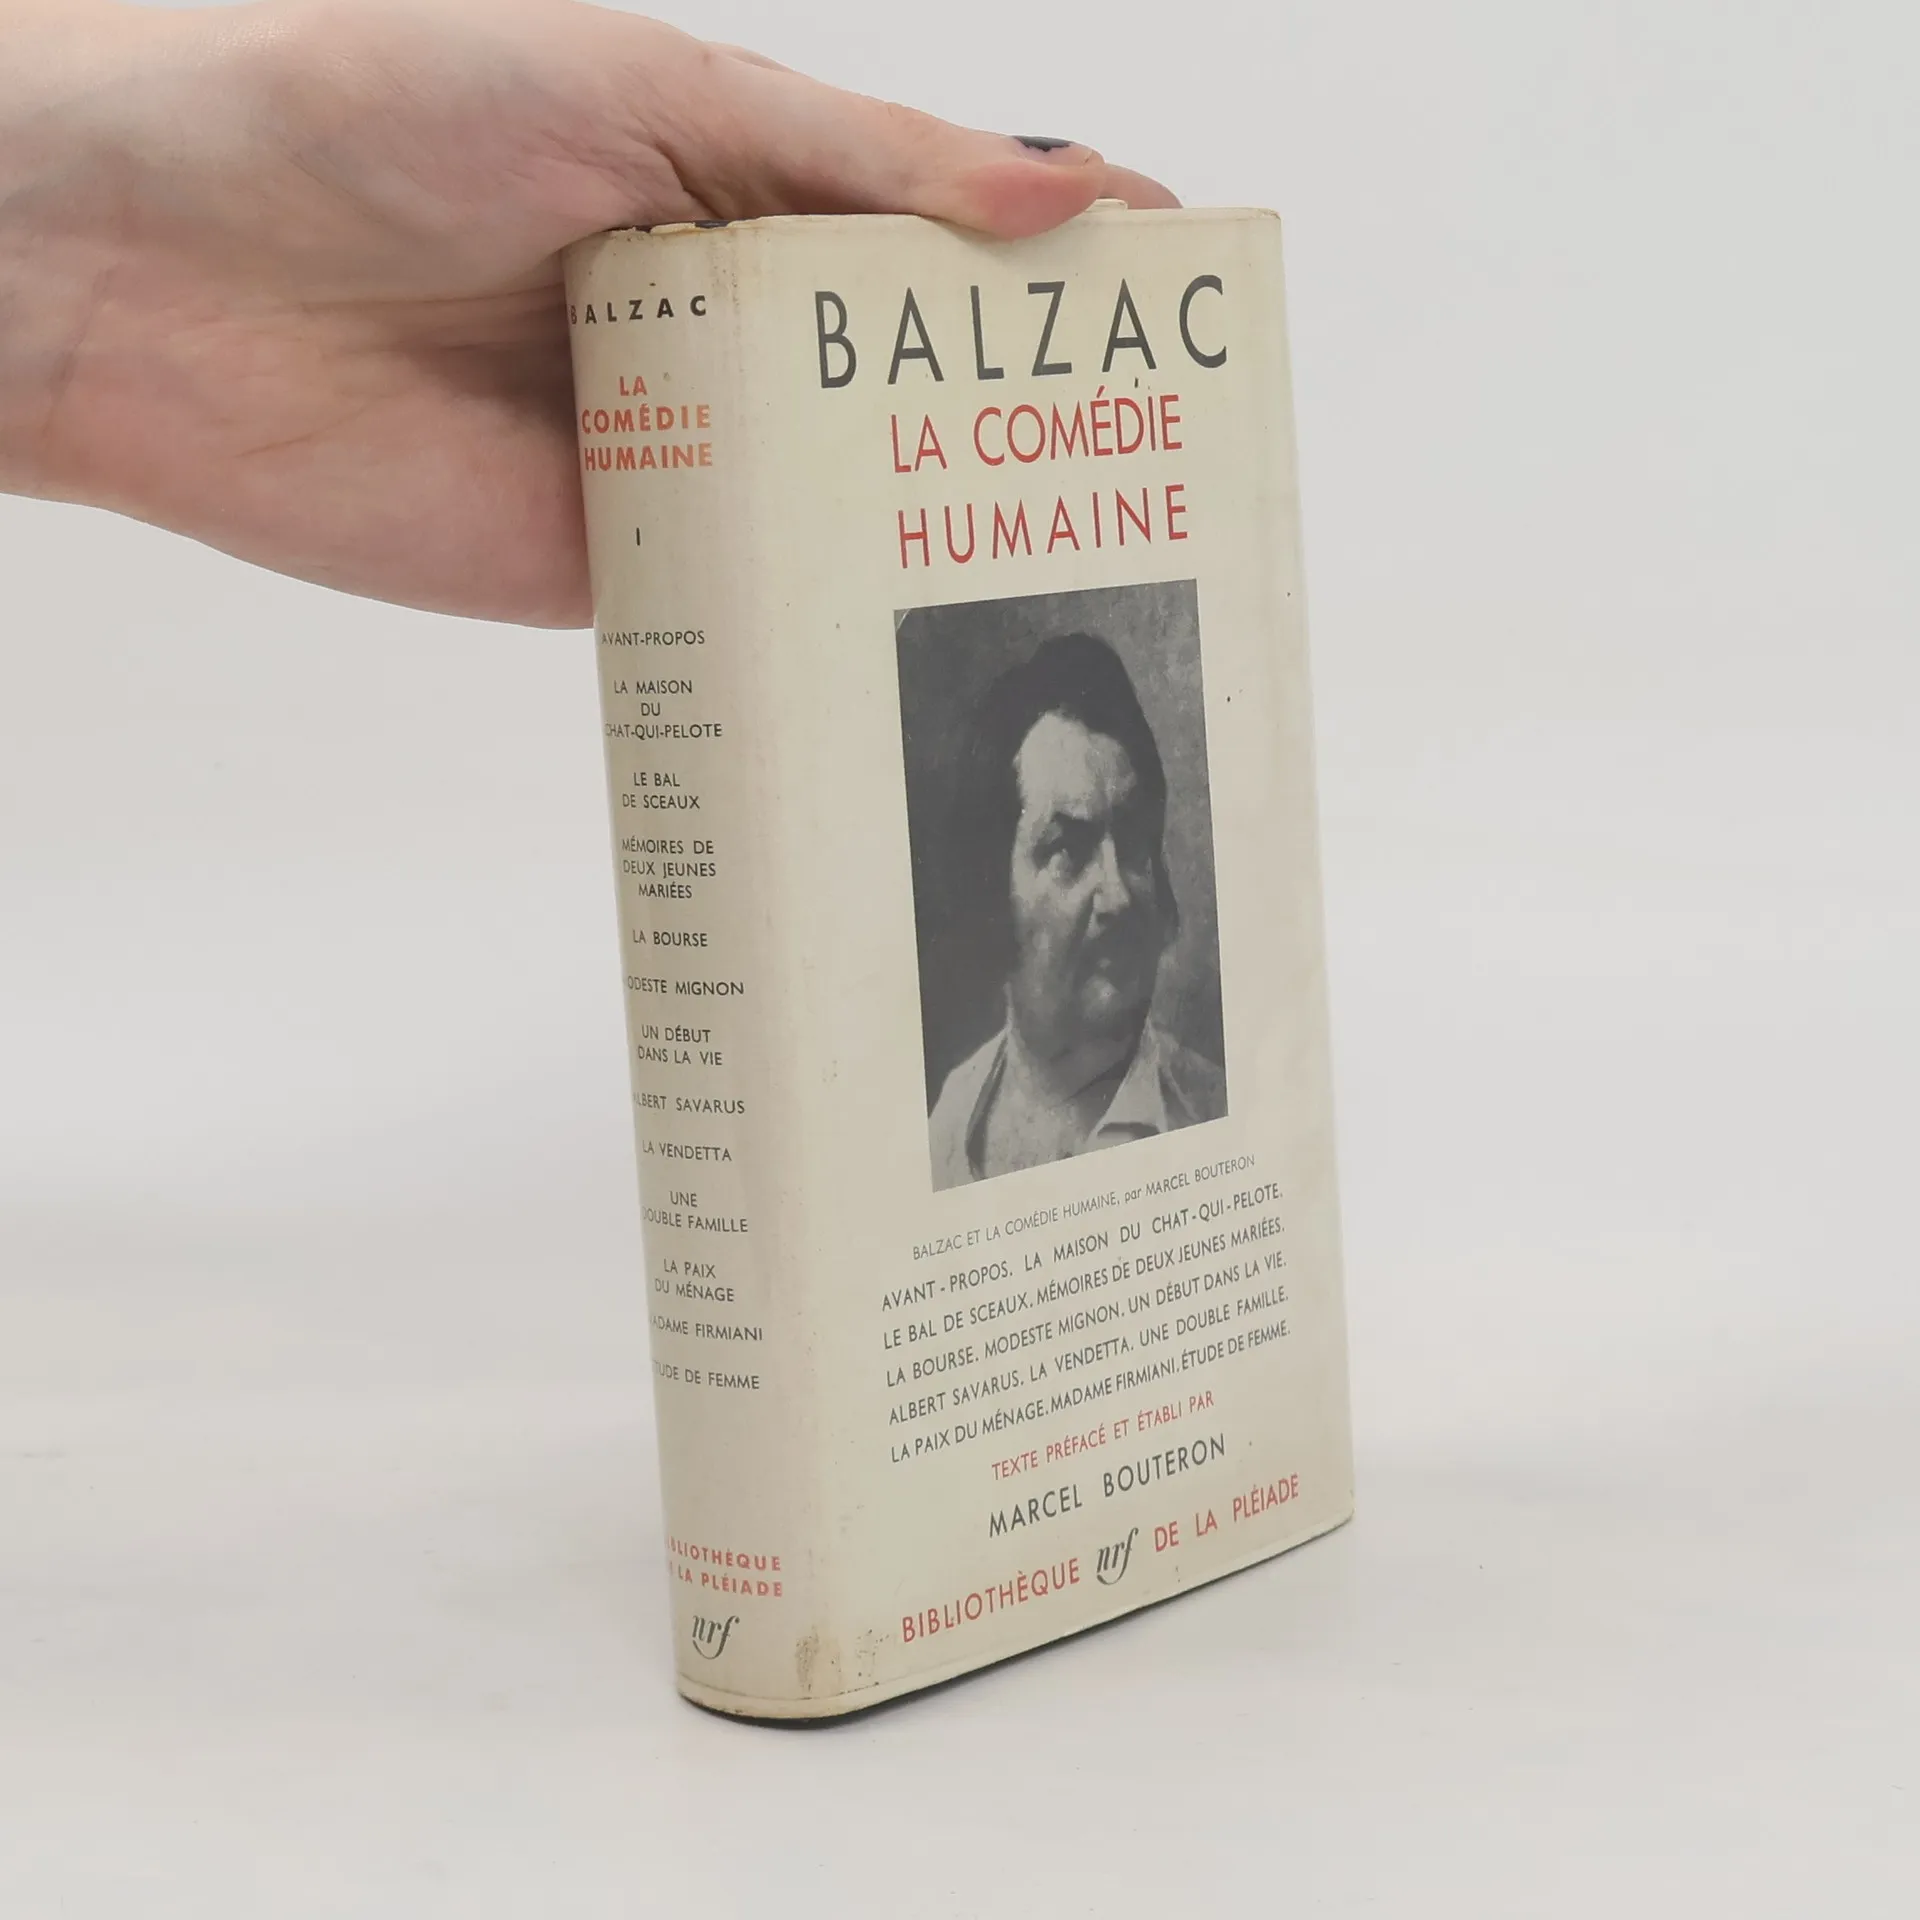 BALZAC
LA
COMÉDIE
HUMAINE
I
AVANT-PROPOS
LA MAISON
DU
CHAT-QUI-PELOTE
LE BAL
DE SCEAUX
MÉMOIRES DE
DEUX JEUNES
MARIÉES
LA BOURSE
MODESTE MIGNON
UN DÉBUT
DANS LA VIE
ALBERT SAVARUS
LA VENDETTA
UNE
DOUBLE FAMILLE
LA PAIX
DU MÉNAGE
MADAME FIRMIANI
ÉTUDE DE FEMME
BIBLIOTHÈQUE
DE LA PLÉIADE
nrf
BALZAC
LA COMÉDIE
HUMAINE
BALZAC ET LA COMÉDIE HUMAINE, par MARCEL BOUTERON
AVANT-PROPOS. LA MAISON DU CHAT-QUI-PELOTE.
LE BAL DE SCEAUX. MÉMOIRES DE DEUX JEUNES MARIÉES.
LA BOURSE. MODESTE MIGNON. UN DÉBUT DANS LA VIE.
ALBERT SAVARUS. LA VENDETTA. UNE DOUBLE FAMILLE.
LA PAIX DU MÉNAGE. MADAME FIRMIANI. ÉTUDE DE FEMME.
TEXTE PRÉFACÉ ET ÉTABLI PAR
MARCEL BOUTERON
BIBLIOTHÈQUE nrf DE LA PLÉIADE